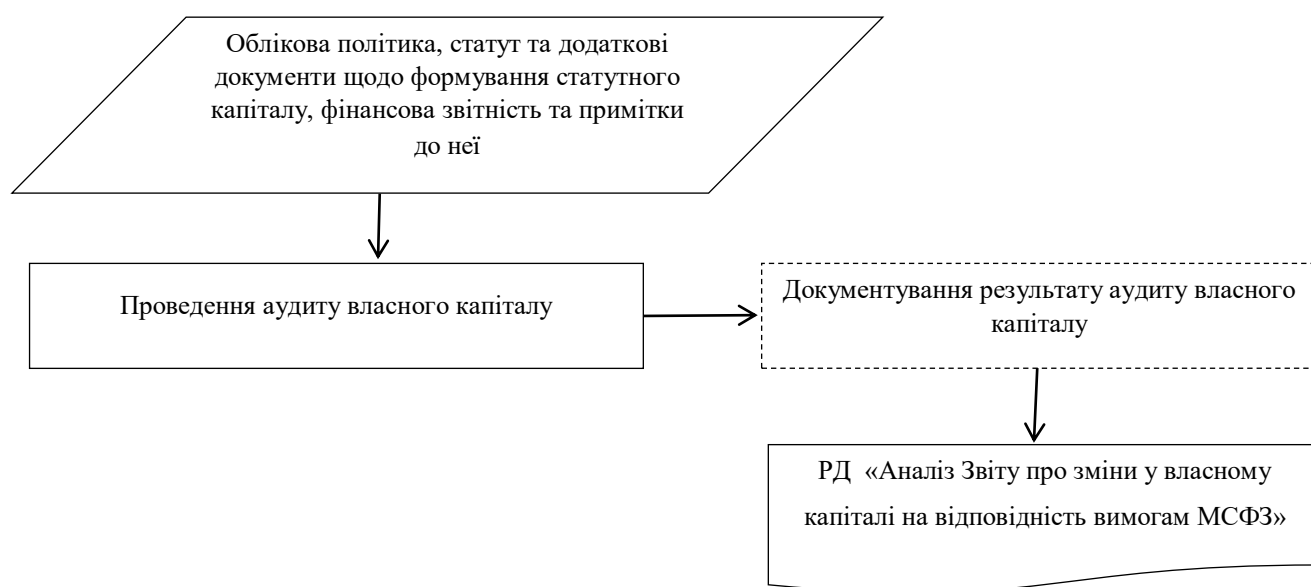 Облікова політика, статут та додаткові
документи щодо формування статутного
капіталу, фінансова звітність та примітки
до неї
Проведення аудиту власного капіталу
Документування результату аудиту власного
капіталу
РД «Аналіз Звіту про зміни у власному
капіталі на відповідність вимогам МСФЗ»